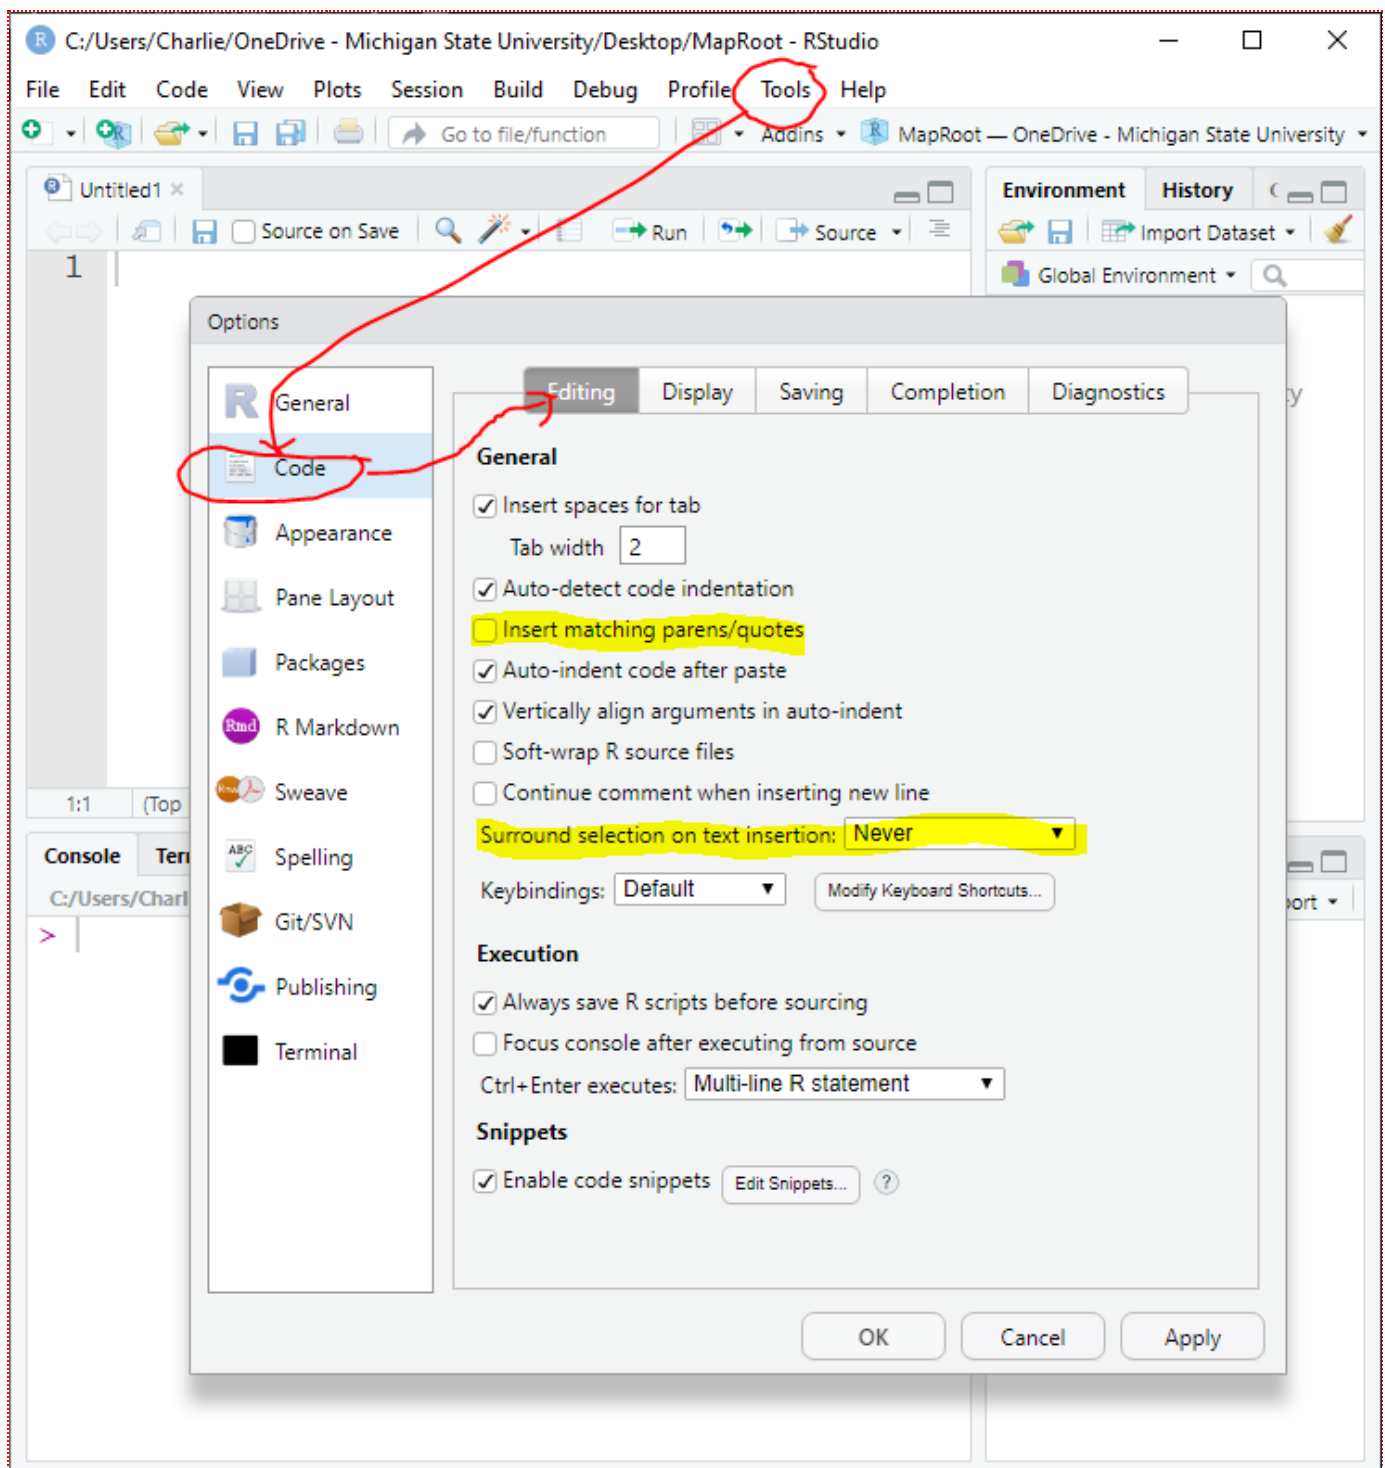 C:/Users/Charlie/OneDrive - Michigan State University/Desktop/MapRoot - RStudio
File Edit Code View Plots Session Build Debug Profile Tools Help
Go to file/function Addins MapRoot — OneDrive - Michigan State University
Untitled1 Environment History
Source on Save Run Source Import Dataset
1 Global Environment
Options
General
Code
Appearance
Pane Layout
Packages
R Markdown
Sweave
Spelling
Git/SVN
Publishing
Terminal
Editing Display Saving Completion Diagnostics
General
Insert spaces for tab
Tab width 2
Auto-detect code indentation
Insert matching parens/quotes
Auto-indent code after paste
Vertically align arguments in auto-indent
Soft-wrap R source files
Continue comment when inserting new line
Surround selection on text insertion: Never
Keybindings: Default Modify Keyboard Shortcuts...
Execution
Always save R scripts before sourcing
Focus console after executing from source
Ctrl+Enter executes: Multi-line R statement
Snippets
Enable code snippets Edit Snippets... ?
OK Cancel Apply
1:1 (Top
Console Ter
C:/Users/Charl
>